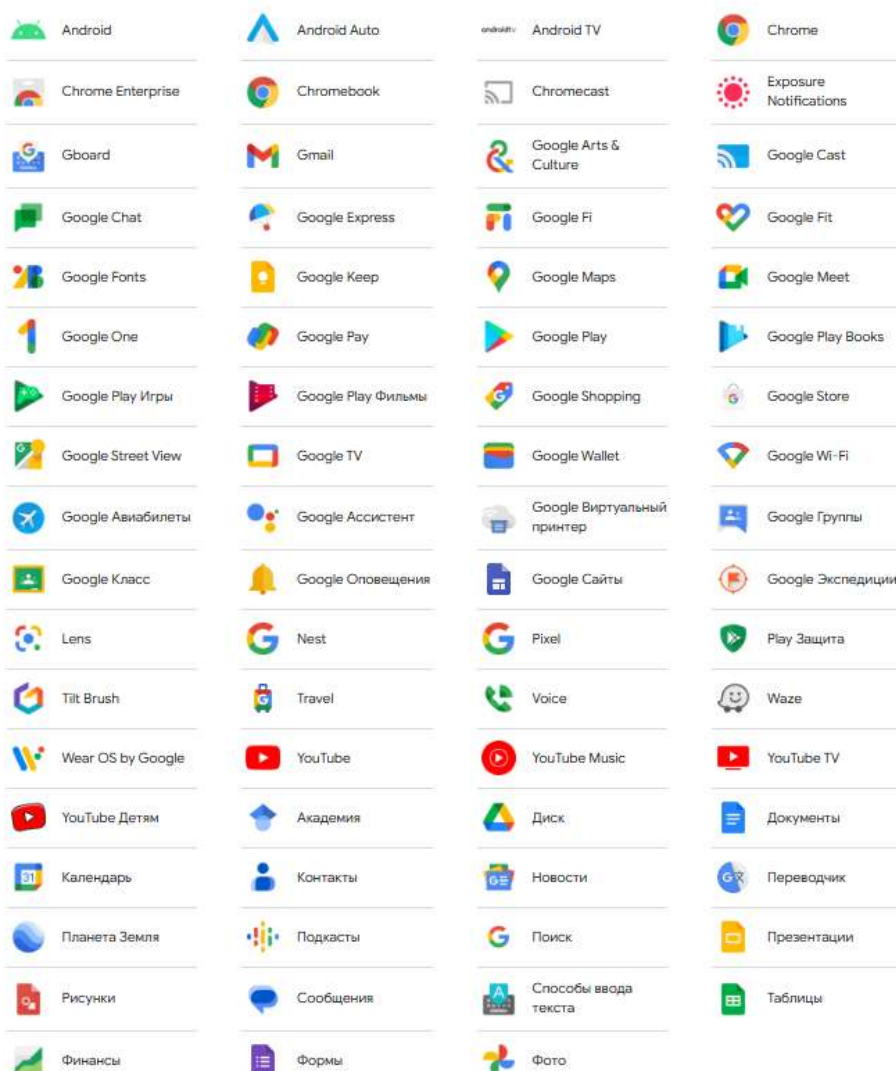 Android
Android Auto
androidtv
Android TV
Chrome
Chrome Enterprise
Chromebook
Chromecast
Exposure
Notifications
Gboard
Gmail
Google Arts &
Culture
Google Cast
Google Chat
Google Express
Google Fi
Google Fit
Google Fonts
Google Keep
Google Maps
Google Meet
Google One
Google Pay
Google Play
Google Play Books
Google Play Игры
Google Play Фильмы
Google Shopping
Google Store
Google Street View
Google TV
Google Wallet
Google Wi-Fi
Google Авиабилеты
Google Ассистент
Google Виртуальный
принтер
Google Группы
Google Класс
Google Оповещения
Google Сайты
Google Экспедиции
Lens
Nest
Pixel
Play Защита
Tilt Brush
Travel
Voice
Waze
Wear OS by Google
YouTube
YouTube Music
YouTube TV
YouTube Детям
Академия
Диск
Документы
31
Календарь
Контакты
Новости
Переводчик
Планета Земля
Подкасты
Поиск
Презентации
Рисунки
Сообщения
Способы ввода
текста
Таблицы
Финансы
Формы
Фото